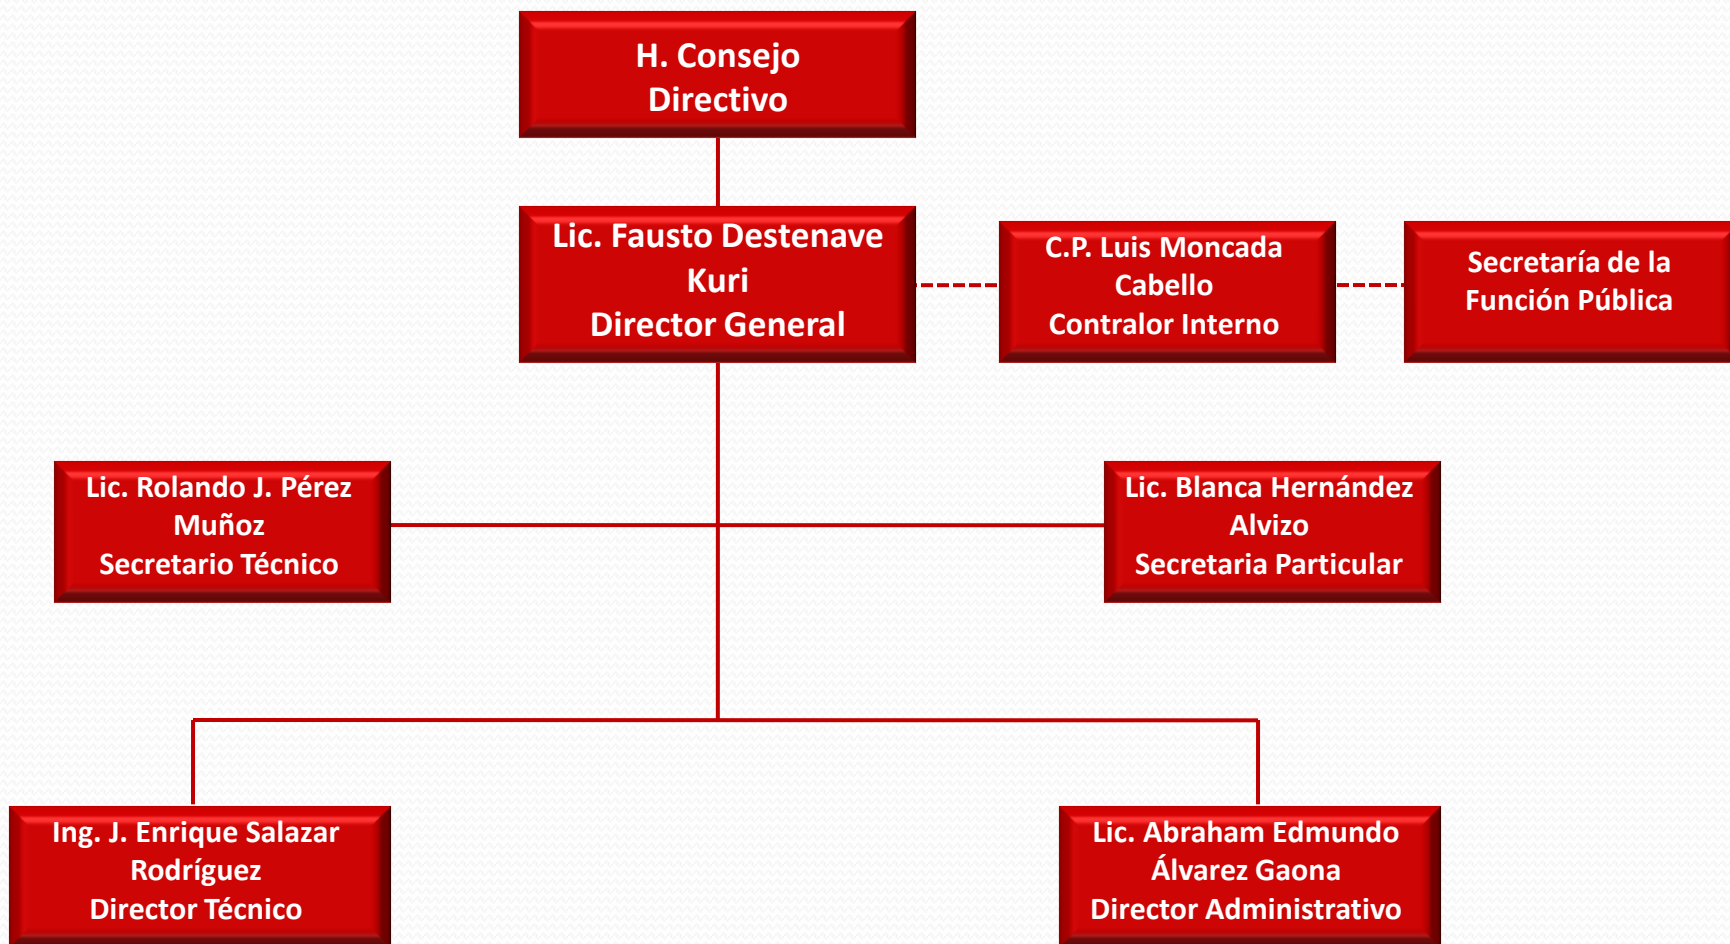 H. Consejo
Directivo
Lic. Fausto Destenave
Kuri
Director General
C.P. Luis Moncada
Cabello
Contralor Interno
Secretaría de la
Función Pública
Lic. Rolando J. Pérez
Muñoz
Secretario Técnico
Lic. Blanca Hernández
Alvizo
Secretaria Particular
Ing. J. Enrique Salazar
Rodríguez
Director Técnico
Lic. Abraham Edmundo
Álvarez Gaona
Director Administrativo